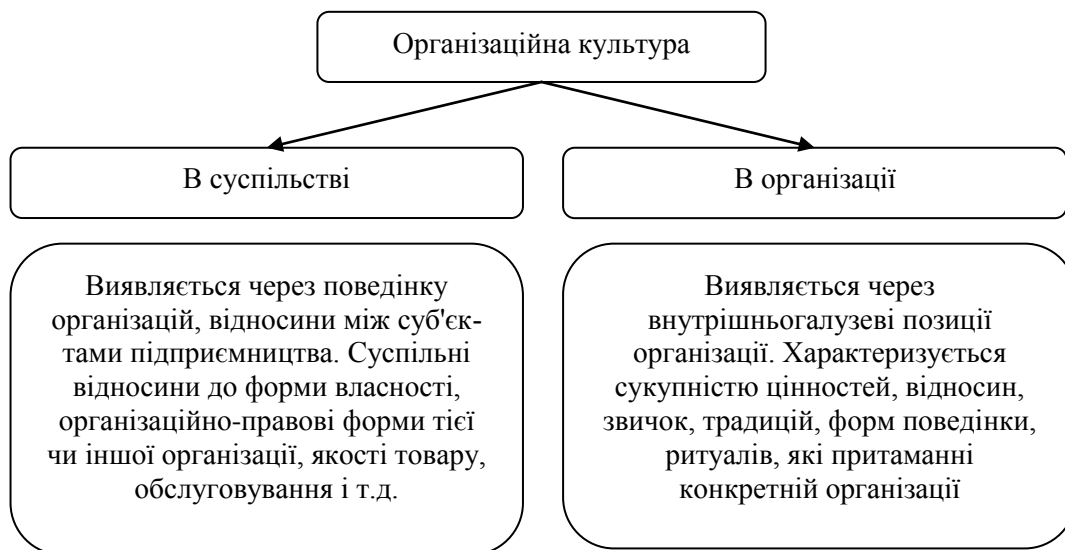 Організаційна культура
В суспільстві
В організації
Виявляється через поведінку
організацій, відносини між суб'єк-
тами підприємництва. Суспільні
відносини до форми власності,
організаційно-правові форми тієї
чи іншої організації, якості товару,
обслуговування і т.д.
Виявляється через
внутрішньогалузеві позиції
організації. Характеризується
сукупністю цінностей, відносин,
звичок, традицій, форм поведінки,
ритуалів, які притаманні
конкретній організації